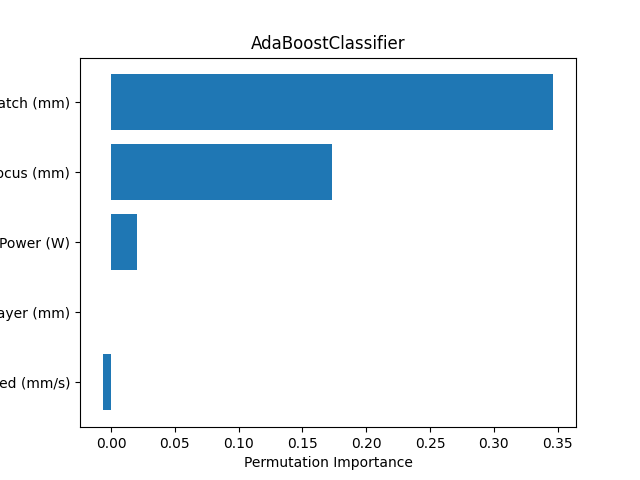 AdaBoostClassifier
atch (mm)
ocus (mm)
Power (W)
ayer (mm)
ed (mm/s)
0.00 0.05 0.10 0.15 0.20 0.25 0.30 0.35
Permutation Importance